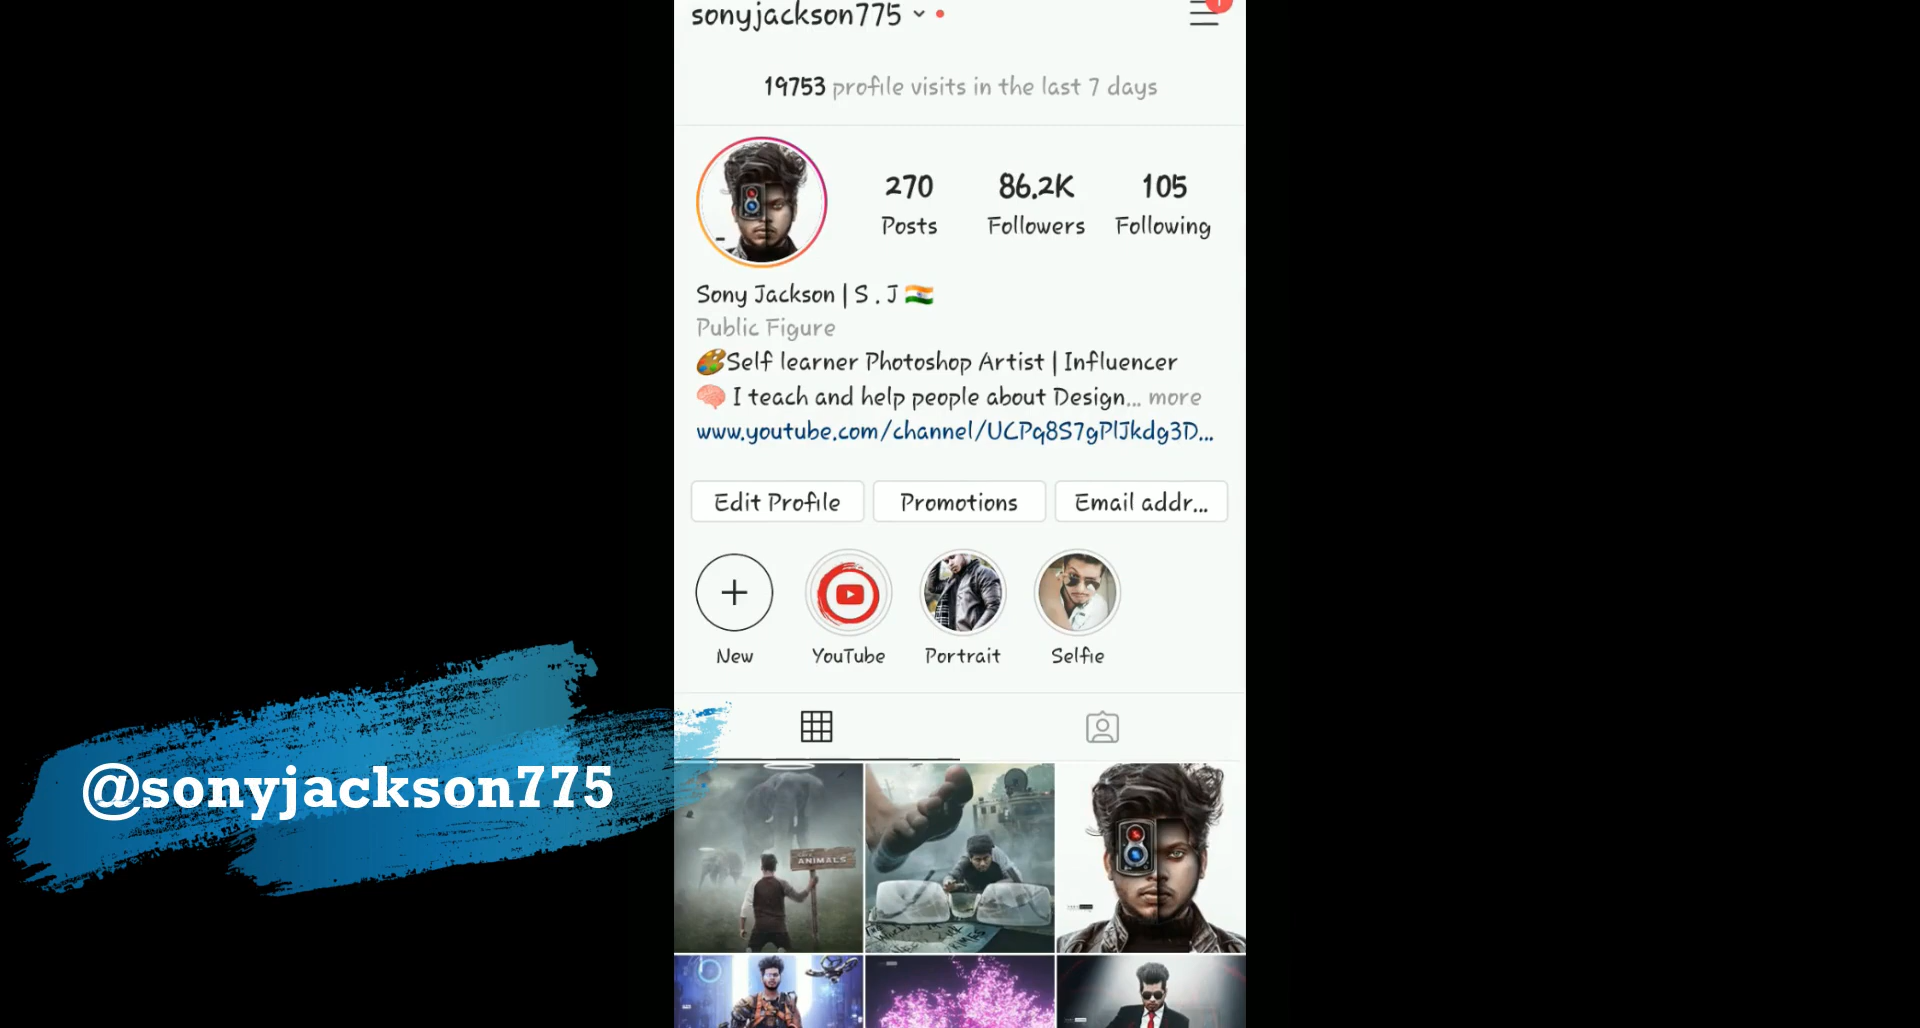 sonyjackson775
1
19753 profile visits in the last 7 days
270
Posts
86.2K
Followers
105
Following
Sony Jackson | S . J 🇮🇳
Public Figure
🎨Self learner Photoshop Artist | Influencer
🧠 I teach and help people about Design... more
www.youtube.com/channel/UCPq8S7gPlJkdg3D...
Edit Profile
Promotions
Email addr...
New
YouTube
Portrait
Selfie
@sonyjackson775
ANIMALS